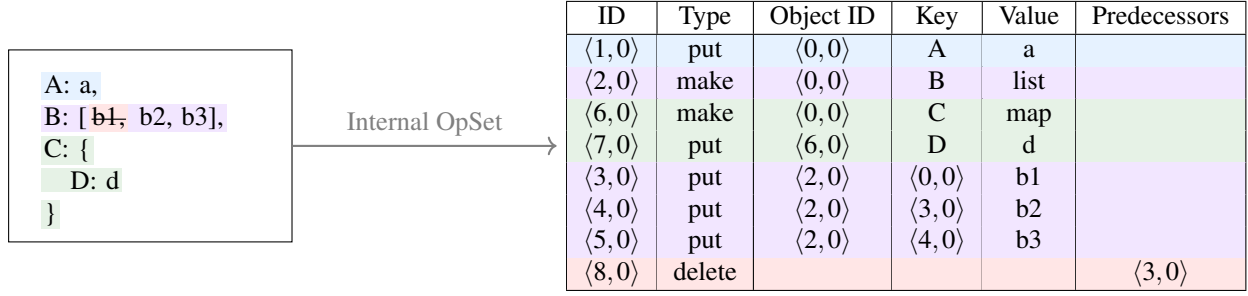 A: a,
B: [ b1, b2, b3],
C: {
D: d
}
Internal OpSet
ID Type Object ID Key Value Predecessors
⟨1,0⟩ put ⟨0,0⟩ A a
⟨2,0⟩ make ⟨0,0⟩ B list
⟨6,0⟩ make ⟨0,0⟩ C map
⟨7,0⟩ put ⟨6,0⟩ D d
⟨3,0⟩ put ⟨2,0⟩ ⟨0,0⟩ b1
⟨4,0⟩ put ⟨2,0⟩ ⟨3,0⟩ b2
⟨5,0⟩ put ⟨2,0⟩ ⟨4,0⟩ b3
⟨8,0⟩ delete ⟨3,0⟩